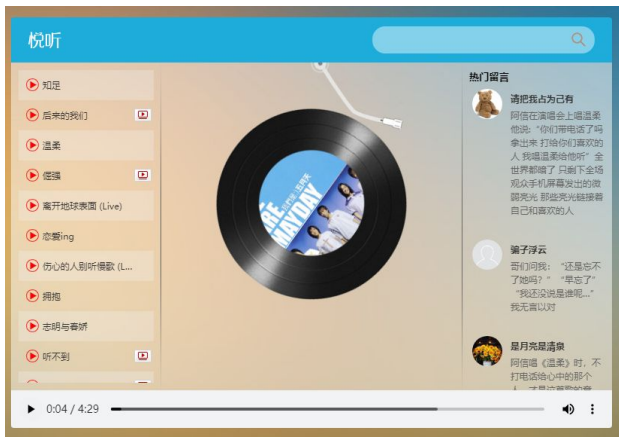 悦听
知足
后来的我们
温柔
倔强
离开地球表面 (Live)
恋爱ing
伤心的人别听慢歌 (L...
拥抱
志明与春娇
听不到
MAYDAY
热门留言
请把我占为己有
阿信在演唱会上唱温柔
他说:“你们带电话了吗
拿出来 打给你们喜欢的
人 我唱温柔给他听” 全
世界都暗了 只剩下全场
观众手机屏幕发出的微
弱亮光 那些亮光链接着
自己和喜欢的人
骗子浮云
哥们问我: “还是忘不
了她吗? ” “早忘了”
“我还没说是谁呢...”
我无言以对
是月亮是清泉
阿信唱《温柔》时,不
打电话给心中的那个
0:04 / 4:29